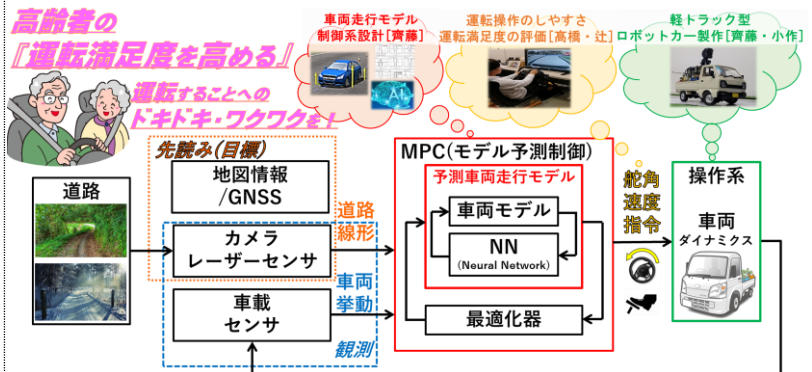 高齢者の
『運転満足度を高める』
運転することへの
ドキドキ・ワクワクを！
車両走行モデル
制御系設計[齊藤]
AI
運転操作のしやすさ
運転満足度の評価[髙橋・辻]
軽トラック型
ロボットカー製作[齊藤・小作]
先読み(目標)
地図情報
/GNSS
道路
カメラ
レーザーセンサ
道路
線形
車載
センサ
車両
挙動
観測
MPC(モデル予測制御)
予測車両走行モデル
車両モデル
NN
(Neural Network)
最適化器
舵角
速度
指令
操作系
車両
ダイナミクス